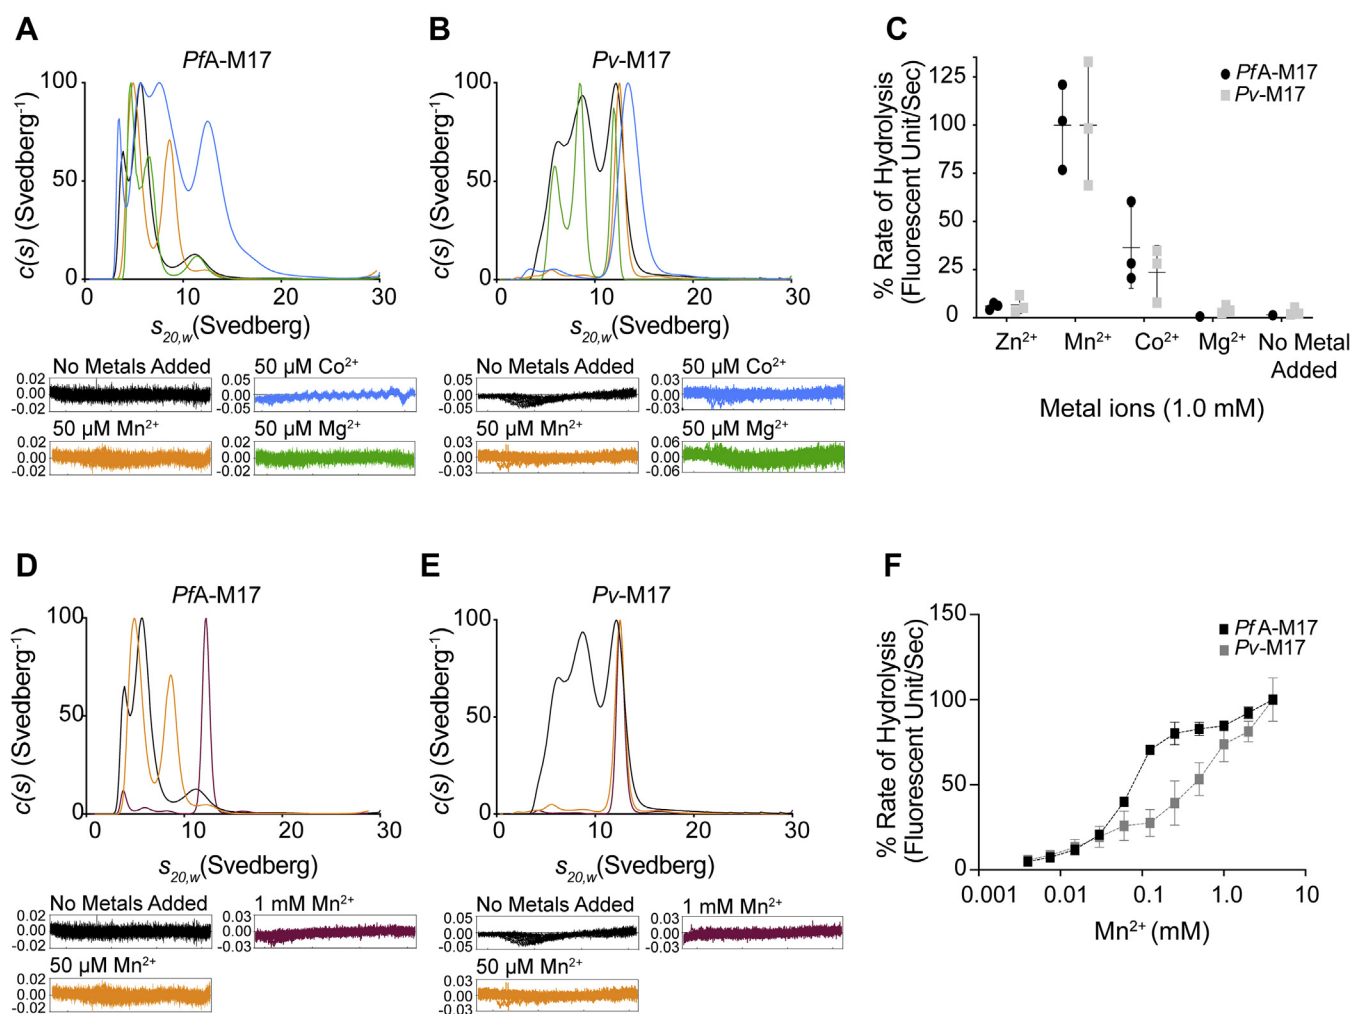 A
PfA-M17
c(s) (Svedberg⁻¹)
100
50
0
0 10 20 30
s20,w(Svedberg)
No Metals Added
0.02
0.00
-0.02
50 µM Co²⁺
0.05
0.00
-0.05
50 µM Mn²⁺
0.02
0.00
-0.02
50 µM Mg²⁺
0.02
0.00
-0.02
B
Pv-M17
c(s) (Svedberg⁻¹)
100
50
0
0 10 20 30
s20,w(Svedberg)
No Metals Added
0.05
0.00
-0.05
50 µM Co²⁺
0.03
0.00
-0.03
50 µM Mn²⁺
0.03
0.00
-0.03
50 µM Mg²⁺
0.06
0.00
-0.06
C
% Rate of Hydrolysis
(Fluorescent Unit/Sec)
125
100
75
50
25
0
PfA-M17
Pv-M17
Zn²⁺ Mn²⁺ Co²⁺ Mg²⁺ No Metal
Added
Metal ions (1.0 mM)
D
PfA-M17
c(s) (Svedberg⁻¹)
100
50
0
0 10 20 30
s20,w(Svedberg)
No Metals Added
0.02
0.00
-0.02
1 mM Mn²⁺
0.03
0.00
-0.03
50 µM Mn²⁺
0.02
0.00
-0.02
E
Pv-M17
c(s) (Svedberg⁻¹)
100
50
0
0 10 20 30
s20,w(Svedberg)
No Metals Added
0.05
0.00
-0.05
1 mM Mn²⁺
0.03
0.00
-0.03
50 µM Mn²⁺
0.03
0.00
-0.03
F
% Rate of Hydrolysis
(Fluorescent Unit/Sec)
150
100
50
0
PfA-M17
Pv-M17
0.001 0.01 0.1 1.0 10
Mn²⁺ (mM)